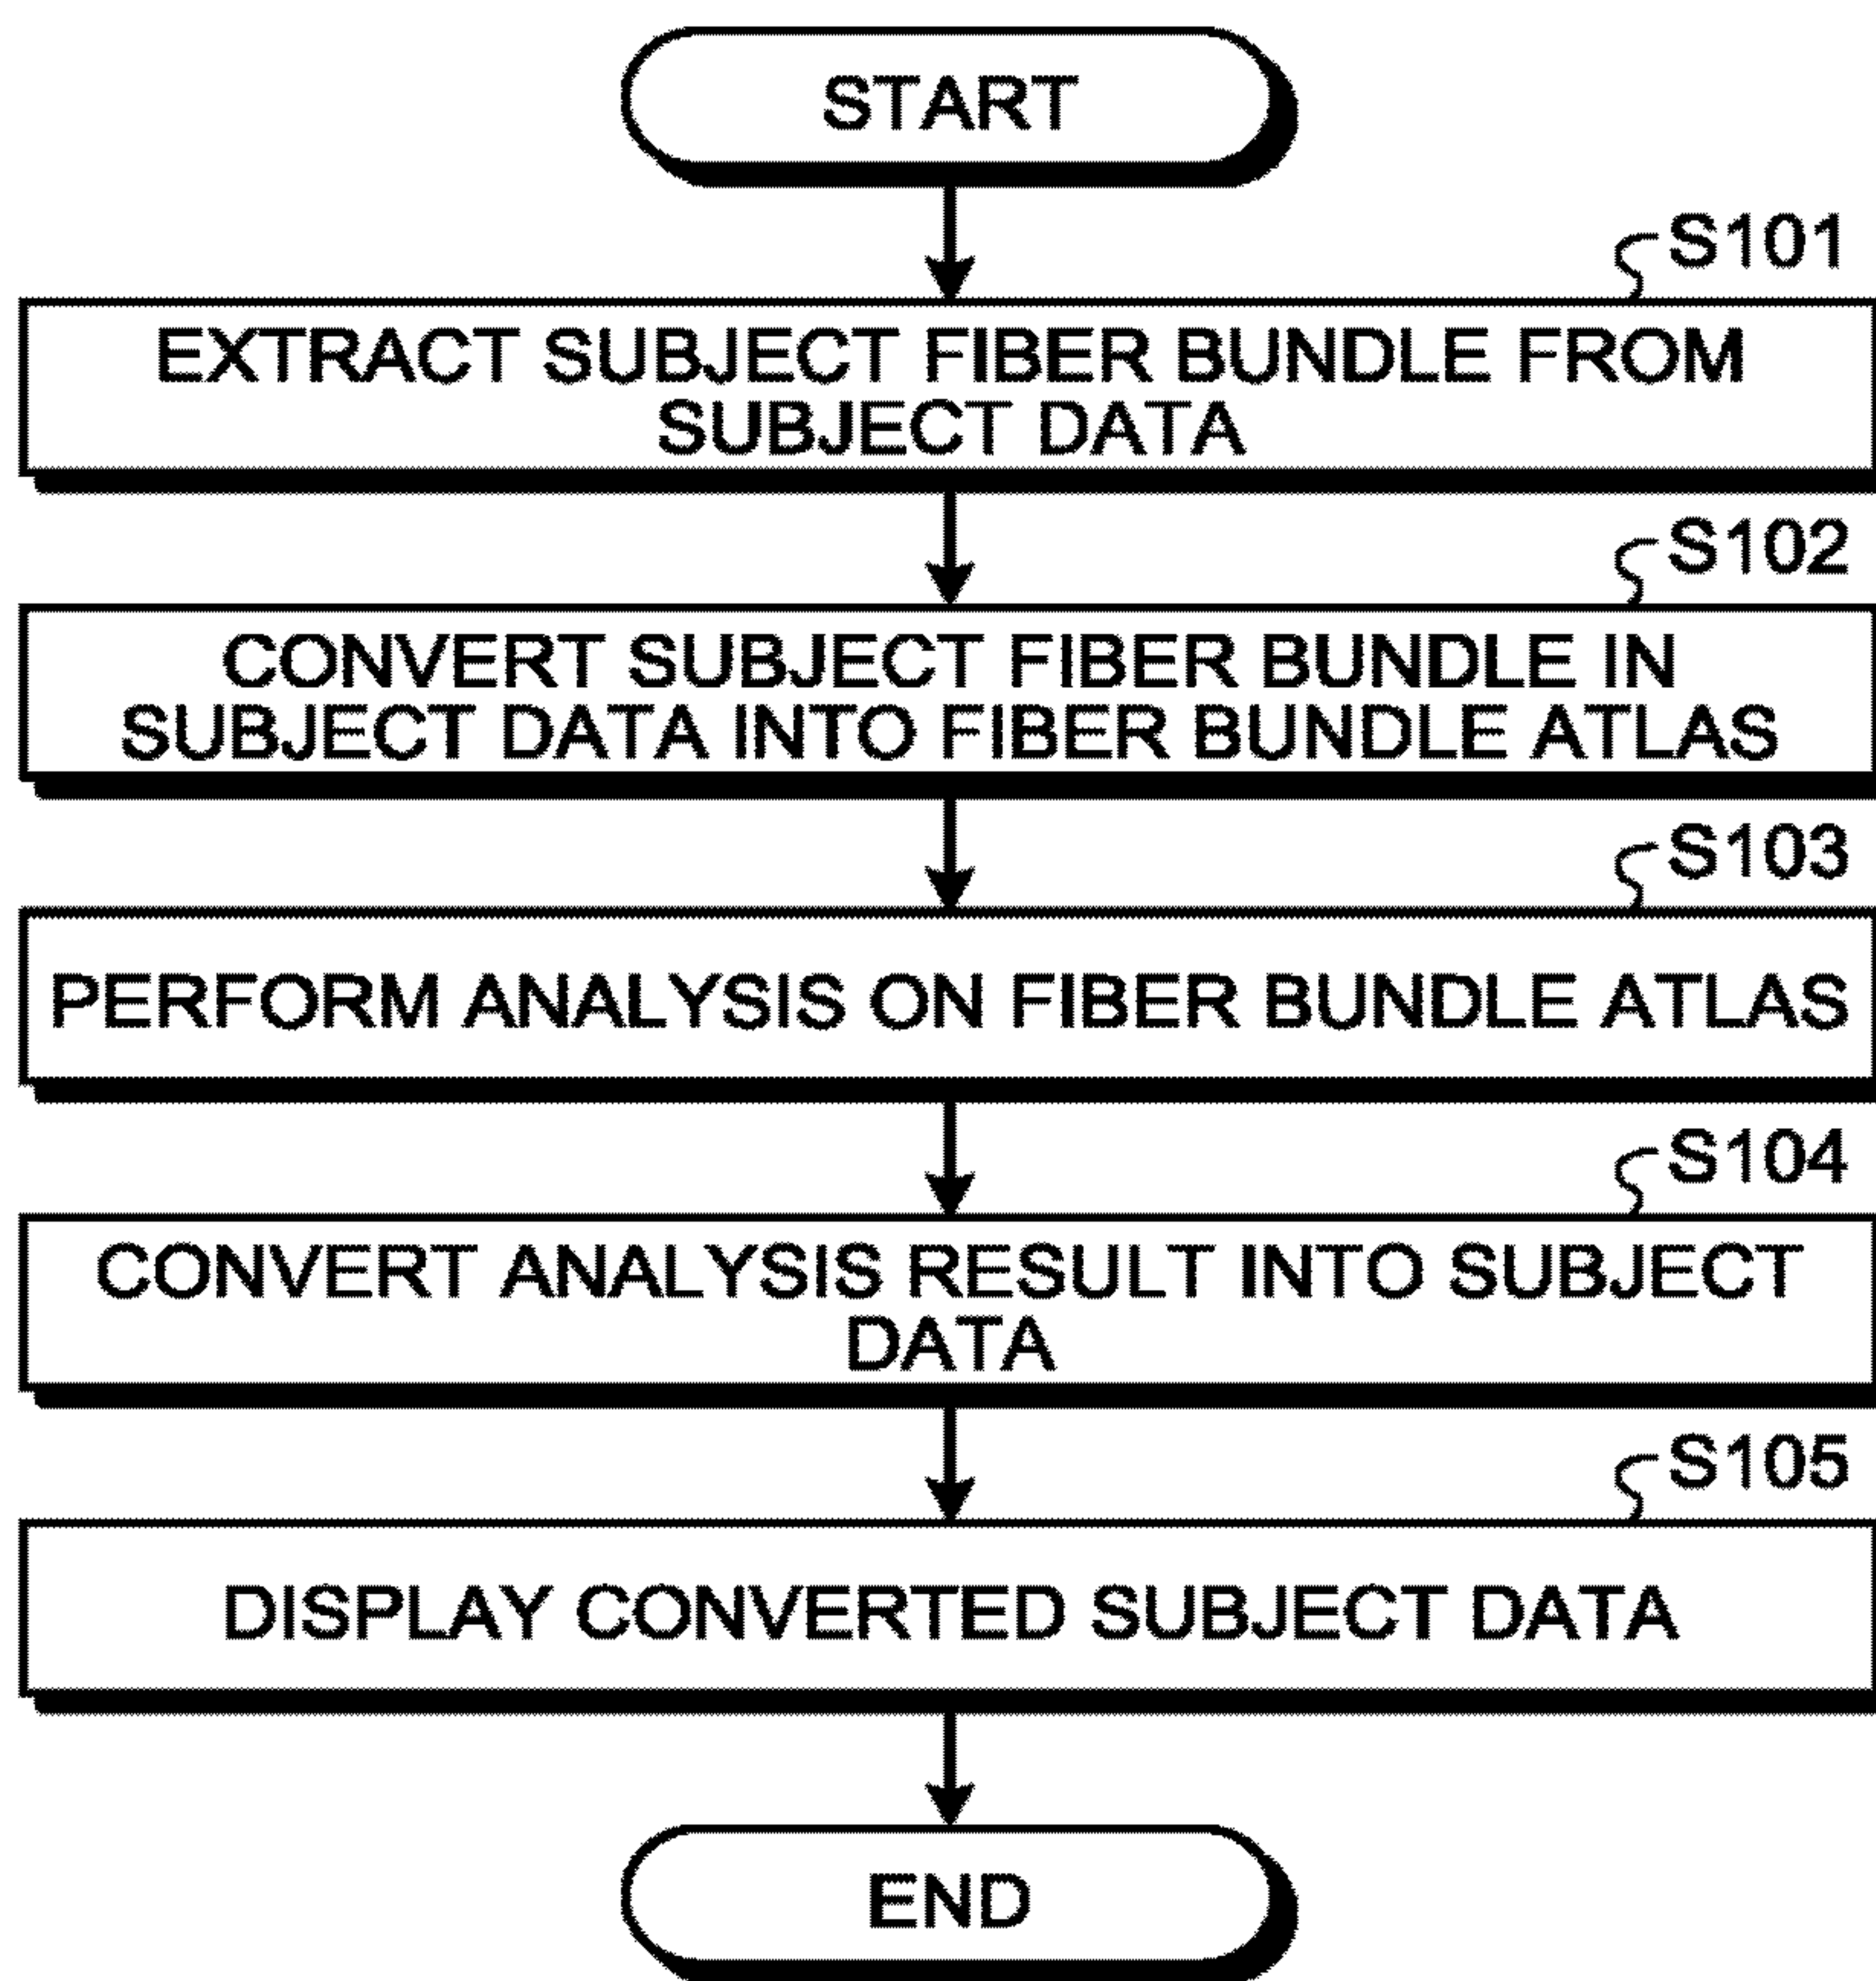 START
S101
EXTRACT SUBJECT FIBER BUNDLE FROM
SUBJECT DATA
S102
CONVERT SUBJECT FIBER BUNDLE IN
SUBJECT DATA INTO FIBER BUNDLE ATLAS
S103
PERFORM ANALYSIS ON FIBER BUNDLE ATLAS
S104
CONVERT ANALYSIS RESULT INTO SUBJECT
DATA
S105
DISPLAY CONVERTED SUBJECT DATA
END